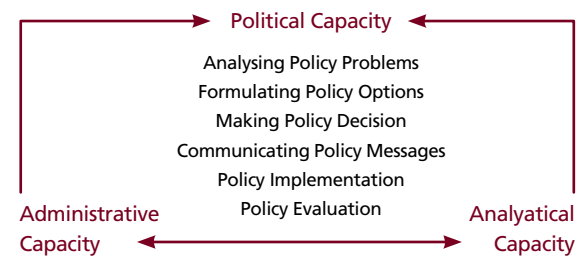 Political Capacity
Analysing Policy Problems
Formulating Policy Options
Making Policy Decision
Communicating Policy Messages
Policy Implementation
Policy Evaluation
Administrative
Capacity
Analyatical
Capacity